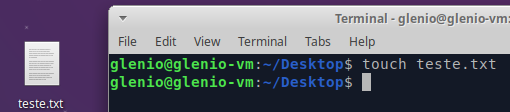 Terminal - glenio@glenio-vm:
File Edit View Terminal Tabs Help
glenio@glenio-vm:~/Desktop$ touch teste.txt
glenio@glenio-vm:~/Desktop$
teste.txt